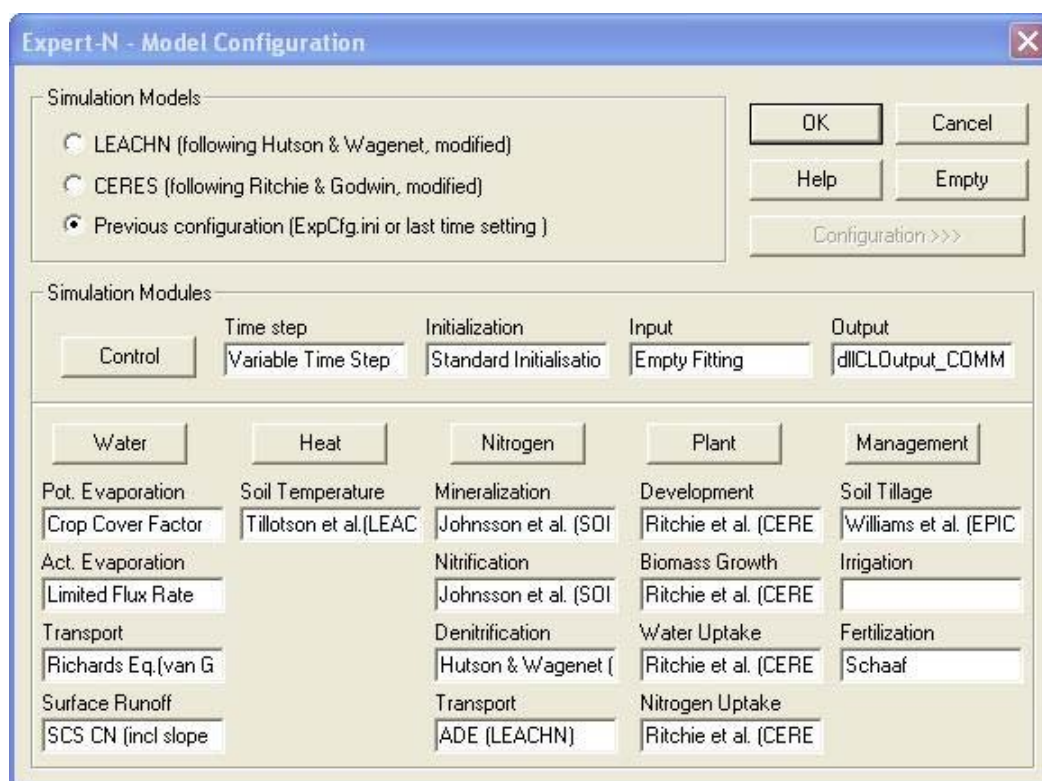 Expert-N - Model Configuration
Simulation Models
LEACHN (following Hutson & Wagenet, modified)
CERES (following Ritchie & Godwin, modified)
Previous configuration (ExpCfg.ini or last time setting )
OK
Cancel
Help
Empty
Configuration >>>
Simulation Modules
Control
Time step
Variable Time Step
Initialization
Standard Initialisatio
Input
Empty Fitting
Output
dllCLOutput_COMM
Water
Heat
Nitrogen
Plant
Management
Pot. Evaporation
Soil Temperature
Mineralization
Development
Soil Tillage
Crop Cover Factor
Tillotson et al.(LEAC
Johnsson et al. (SOI
Ritchie et al. (CERE
Williams et al. (EPIC
Act. Evaporation
Nitrification
Biomass Growth
Irrigation
Limited Flux Rate
Johnsson et al. (SOI
Ritchie et al. (CERE
Transport
Denitrification
Water Uptake
Fertilization
Richards Eq.(van G
Hutson & Wagenet (
Ritchie et al. (CERE
Schaaf
Surface Runoff
Transport
Nitrogen Uptake
SCS CN (incl slope
ADE (LEACHN)
Ritchie et al. (CERE